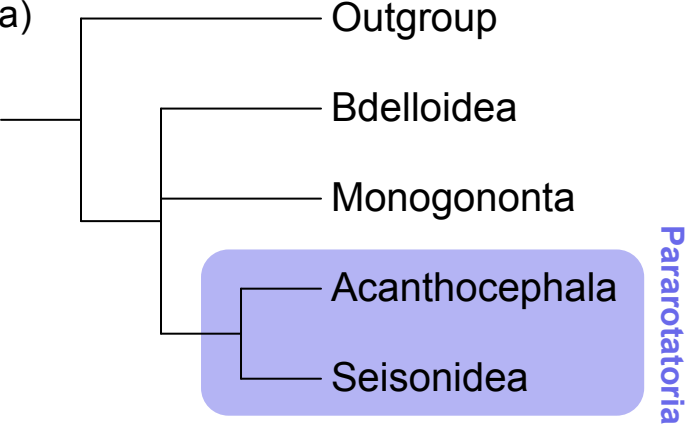 a)
Outgroup
Bdelloidea
Monogononta
Acanthocephala
Seisonidea
Pararotatoria